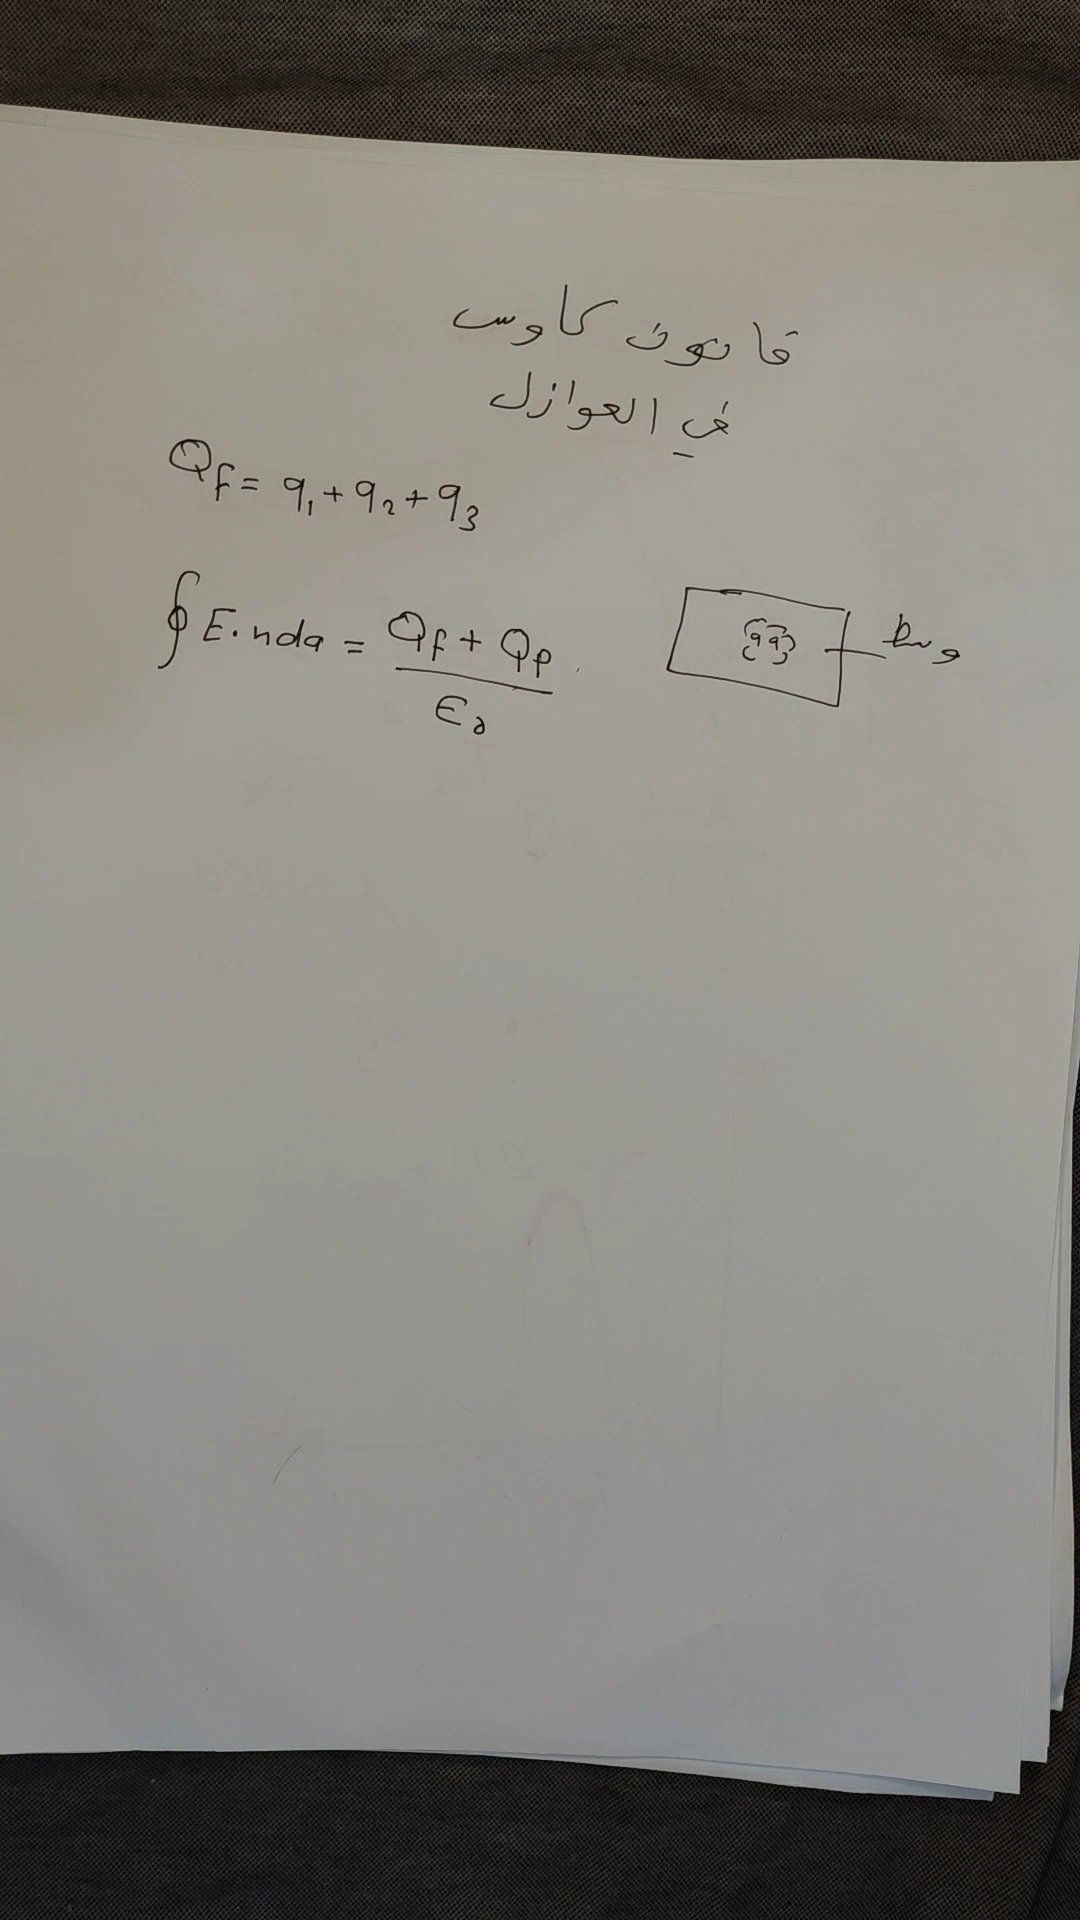 قانون كاوس
في العوازل
Qf = q1 + q2 + q3
∮ E.nda = Qf + Qp / ϵ0
وسط